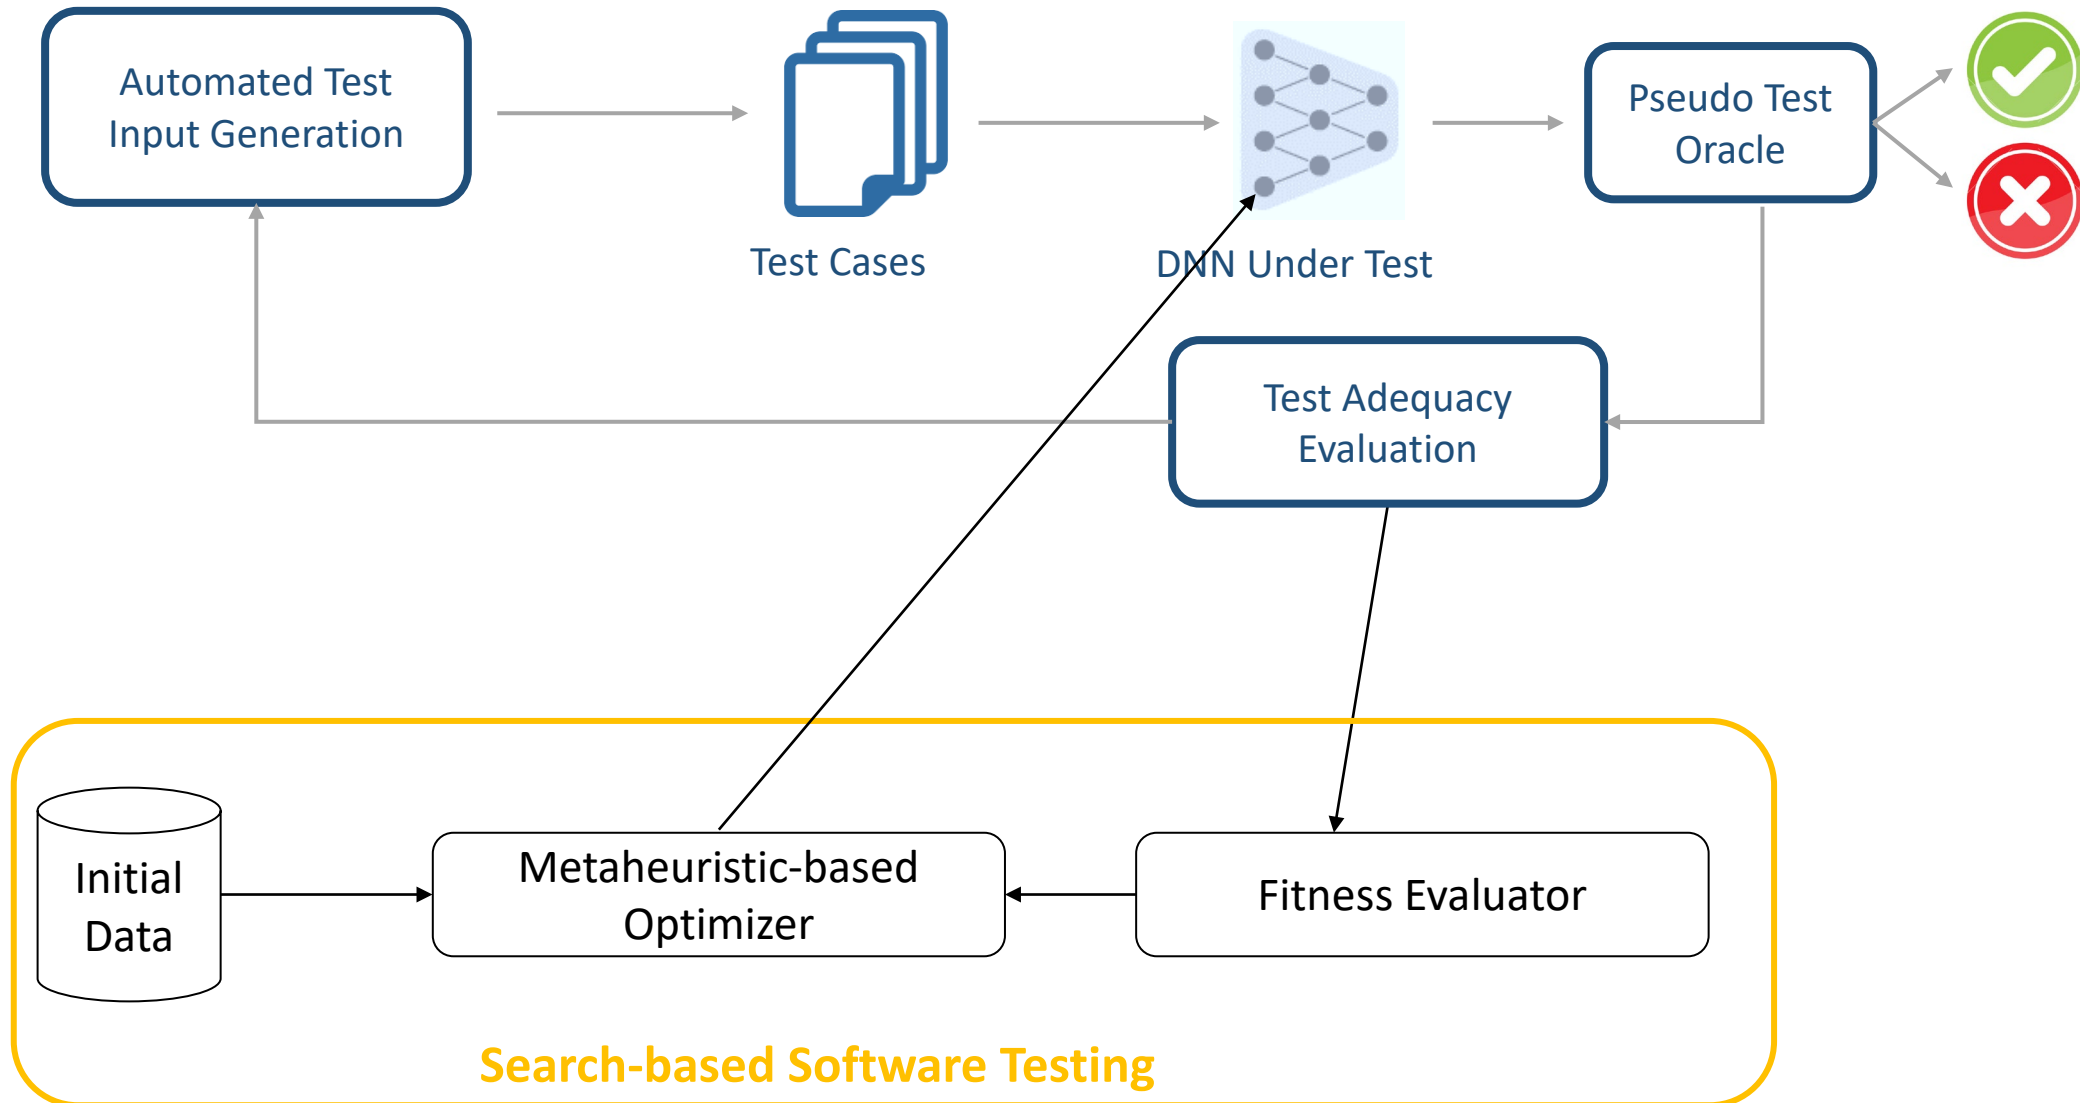 Automated Test
Input Generation
Test Cases
DNN Under Test
Pseudo Test
Oracle
Test Adequacy
Evaluation
Initial
Data
Metaheuristic-based
Optimizer
Fitness Evaluator
Search-based Software Testing